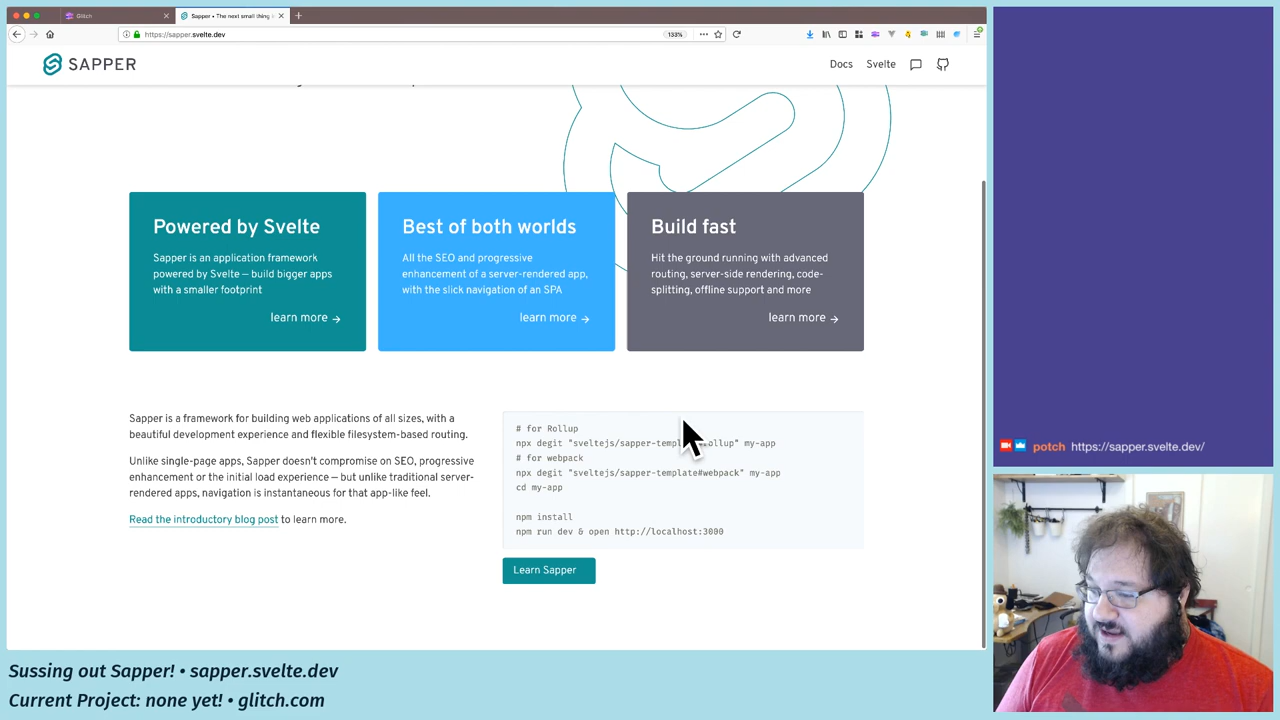 Glitch
Sapper • The next small thing i
https://sapper.svelte.dev
133%
SAPPER
Docs
Svelte
Powered by Svelte
Sapper is an application framework
powered by Svelte — build bigger apps
with a smaller footprint
learn more →
Best of both worlds
All the SEO and progressive
enhancement of a server-rendered app,
with the slick navigation of an SPA
learn more →
Build fast
Hit the ground running with advanced
routing, server-side rendering, code-
splitting, offline support and more
learn more →
Sapper is a framework for building web applications of all sizes, with a
beautiful development experience and flexible filesystem-based routing.
Unlike single-page apps, Sapper doesn't compromise on SEO, progressive
enhancement or the initial load experience — but unlike traditional server-
rendered apps, navigation is instantaneous for that app-like feel.
Read the introductory blog post to learn more.
# for Rollup
npx degit "sveltejs/sapper-temp ollup" my-app
# for webpack
npx degit "sveltejs/sapper-template#webpack" my-app
cd my-app
npm install
npm run dev & open http://localhost:3000
Learn Sapper
potch https://sapper.svelte.dev/
Sussing out Sapper! • sapper.svelte.dev
Current Project: none yet! • glitch.com